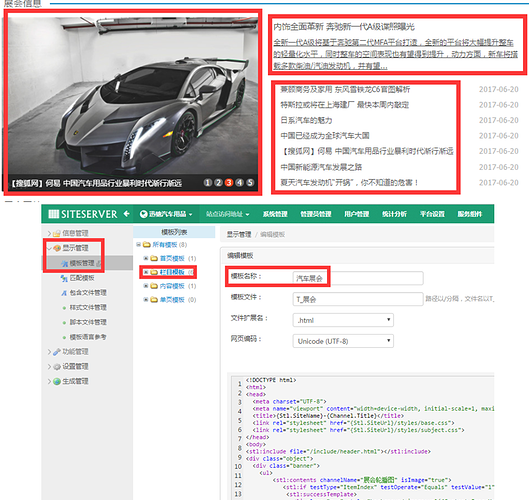 展会信息
内饰全面革新 奔驰新一代A级谍照曝光
全新一代A级将基于奔驰第二代MFA平台打造，全新的平台将大幅提升整车
的轻量化水平，同时整车的空间表现也有望得到提升，动力方面，新车将搭
载多款柴油/汽油发动机，并有望...
兼顾商务及家用 东风雪铁龙C6官图解析 2017-06-20
特斯拉或将在上海建厂 最快本周内敲定 2017-06-20
日系汽车的魅力 2017-06-20
中国已经成为全球汽车大国 2017-06-20
【搜狐网】何易 中国汽车用品行业暴利时代渐行渐远 2017-06-20
中国新能源汽车发展之路 2017-06-20
夏天汽车发动机“开锅”，你不知道的危害！ 2017-06-20
【搜狐网】何易 中国汽车用品行业暴利时代渐行渐远 1 2 3 4 5
SITESERVER 迅驰汽车用品 站点访问地址 系统管理 管理员管理 用户管理 统计分析 平台设置 服务组件
信息管理
显示管理
模板管理
匹配模板
包含文件管理
样式文件管理
脚本文件管理
模板语言参考
功能管理
设置管理
生成管理
模板列表
所有模板 (8)
首页模板 (1)
栏目模板
内容模板 (1)
单页模板 (0)
显示管理 / 编辑模板
编辑模板
模板名称： 汽车展会
模板文件： T_展会 路径以/分隔，文件名以T_
文件扩展名： .html
网页编码： Unicode (UTF-8)
<!DOCTYPE html>
<html>
<head>
<meta charset="UTF-8">
<meta name="viewport" content="width=device-width, initial-scale=1, maxi
<title>{Stl.SiteName}-{Channel.Title}</title>
<link rel="stylesheet" href="{Stl.SiteUrl}/styles/base.css">
<link rel="stylesheet" href="{Stl.SiteUrl}/styles/subject.css">
</head>
<body>
<stl:include file="/include/header.html"></stl:include>
<div class="object">
<div class="banner">
<ul>
<stl:contents channelName="展会轮播图" isImage="true">
<stl:if testType="ItemIndex" testOperate="Equals" testValue="1"
<stl:successTemplate>